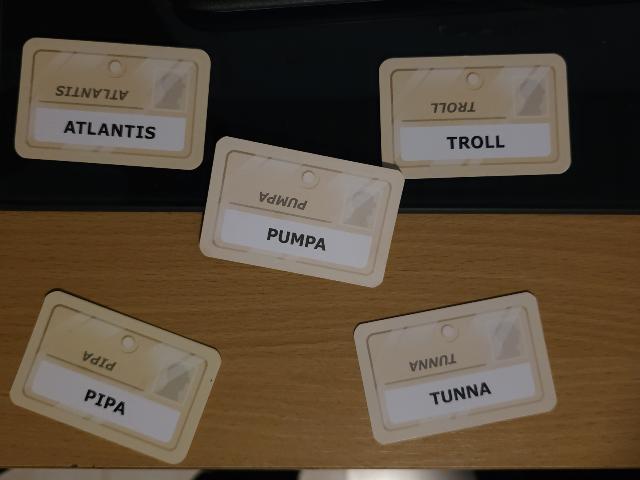 ATLANTIS
ATLANTIS
TROLL
TROLL
PUMPA
PUMPA
PIPA
PIPA
TUNNA
TUNNA